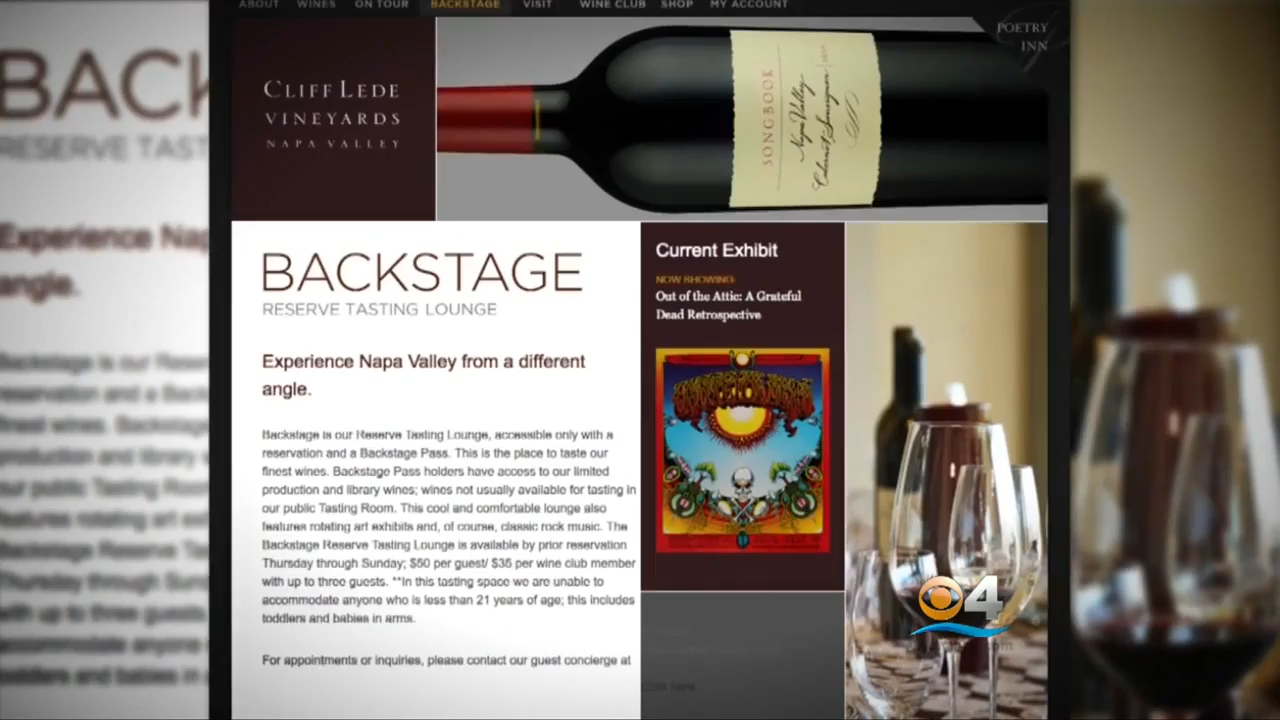 ABOUT WINES ON TOUR BACKSTAGE VISIT WINE CLUB SHOP MY ACCOUNT
POETRY
INN
CLIFF LEDE
VINEYARDS
NAPA VALLEY
SONGBOOK
Napa Valley
Cabernet Sauvignon
BACKSTAGE
RESERVE TASTING LOUNGE
Experience Napa Valley from a different
angle.
Backstage is our Reserve Tasting Lounge, accessible only with a
reservation and a Backstage Pass. This is the place to taste our
finest wines. Backstage Pass holders have access to our limited
production and library wines; wines not usually available for tasting in
our public Tasting Room. This cool and comfortable lounge also
features rotating art exhibits and, of course, classic rock music. The
Backstage Reserve Tasting Lounge is available by prior reservation
Thursday through Sunday; $50 per guest/ $35 per wine club member
with up to three guests. **In this tasting space we are unable to
accommodate anyone who is less than 21 years of age; this includes
toddlers and babies in arms.
For appointments or inquiries, please contact our guest concierge at
Current Exhibit
NOW SHOWING:
Out of the Attic: A Grateful
Dead Retrospective
4